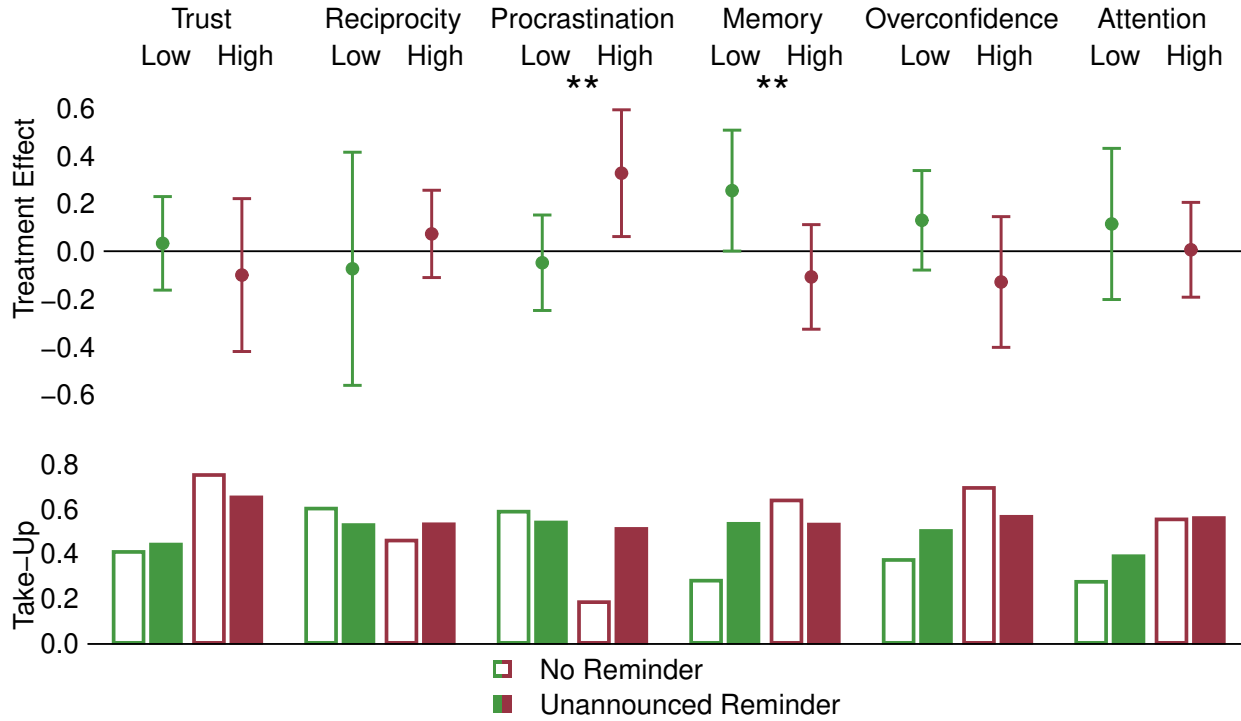 Trust Reciprocity Procrastination Memory Overconfidence Attention
Low High Low High Low High Low High Low High Low High
** **
Treatment Effect
0.6
0.4
0.2
0.0
−0.2
−0.4
−0.6
Take−Up
0.8
0.6
0.4
0.2
0.0
No Reminder
Unannounced Reminder